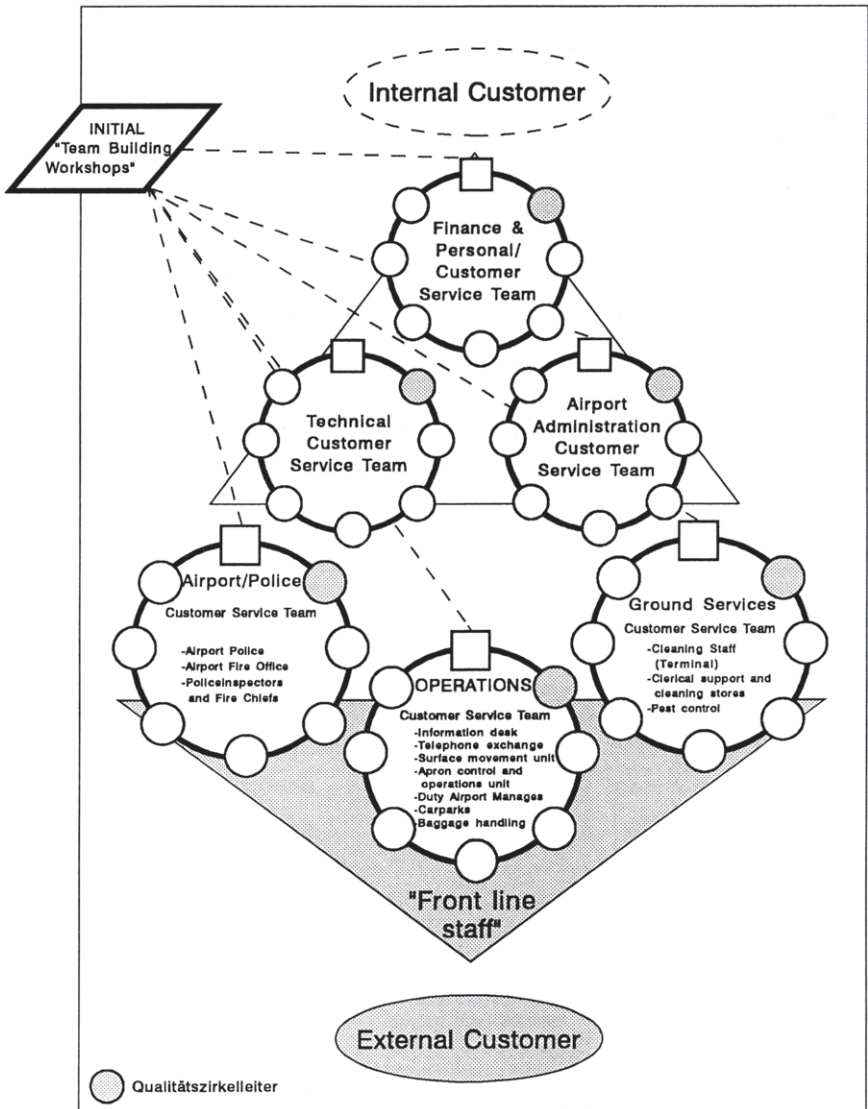 Internal Customer
INITIAL
"Team Building
Workshops"
Finance &
Personal/
Customer
Service Team
Technical
Customer
Service Team
Airport
Administration
Customer
Service Team
Airport/Police
Customer Service Team
-Airport Police
-Airport Fire Office
-Policeinspectors
and Fire Chiefs
Ground Services
Customer Service Team
-Cleaning Staff
(Terminal)
-Clerical support and
cleaning stores
-Pest control
OPERATIONS
Customer Service Team
-Information desk
-Telephone exchange
-Surface movement unit
-Apron control and
operations unit
-Duty Airport Manages
-Carparks
-Baggage handling
"Front line
staff"
External Customer
Qualitätszirkelleiter